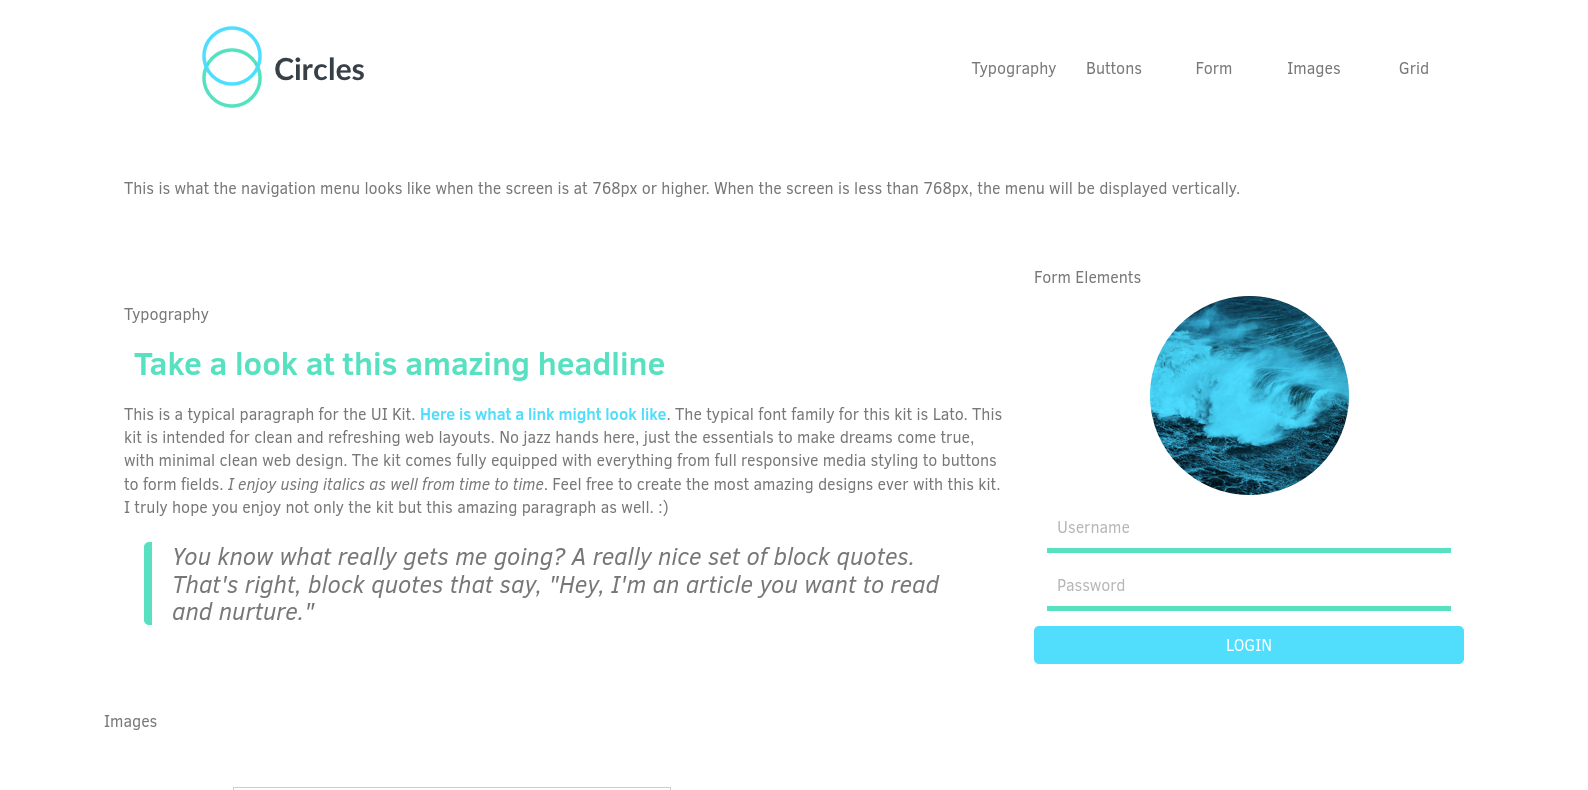 Circles
Typography Buttons Form Images Grid
This is what the navigation menu looks like when the screen is at 768px or higher. When the screen is less than 768px, the menu will be displayed vertically.
Typography
Take a look at this amazing headline
This is a typical paragraph for the UI Kit. Here is what a link might look like. The typical font family for this kit is Lato. This
kit is intended for clean and refreshing web layouts. No jazz hands here, just the essentials to make dreams come true,
with minimal clean web design. The kit comes fully equipped with everything from full responsive media styling to buttons
to form fields. I enjoy using italics as well from time to time. Feel free to create the most amazing designs ever with this kit.
I truly hope you enjoy not only the kit but this amazing paragraph as well. :)
You know what really gets me going? A really nice set of block quotes.
That's right, block quotes that say, "Hey, I'm an article you want to read
and nurture."
Form Elements
Username
Password
LOGIN
Images